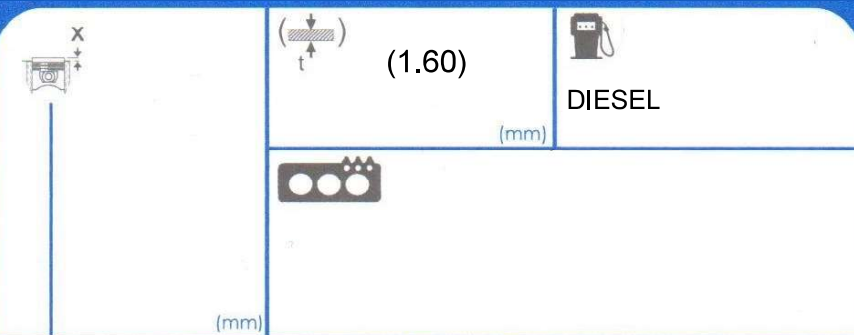 X
(
)
t
(1.60)
(mm)
DIESEL
(mm)